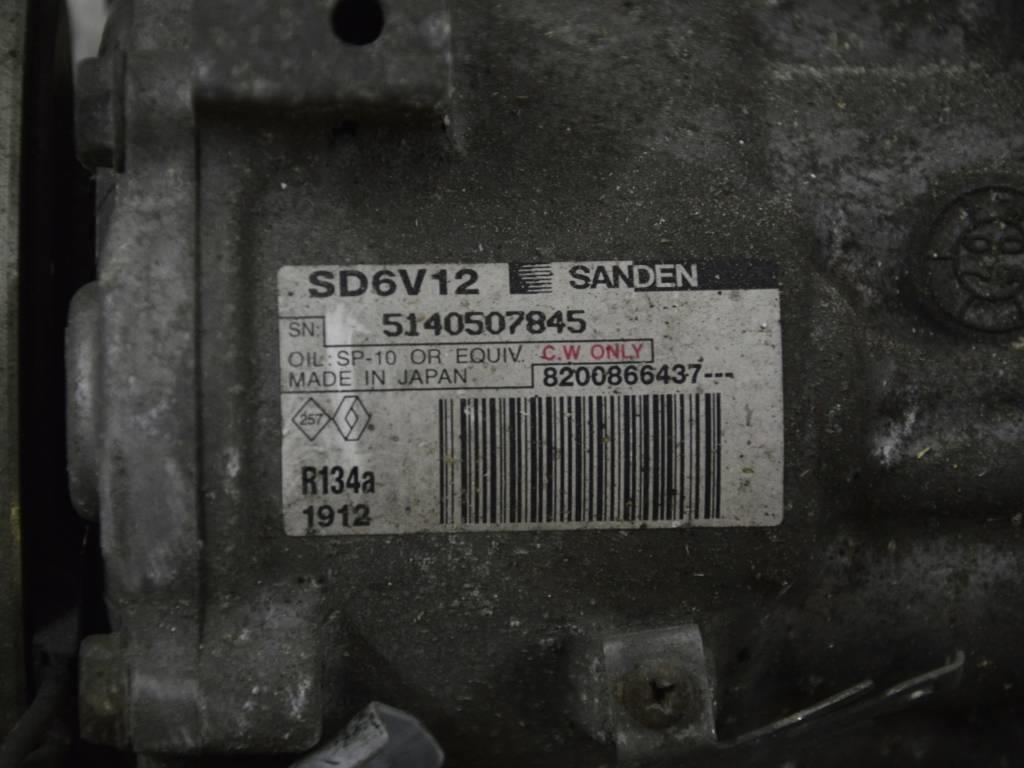 SD6V12 SANDEN
SN: 5140507845
OIL: SP-10 OR EQUIV. C.W ONLY
MADE IN JAPAN 8200866437---
257
R134a
1912